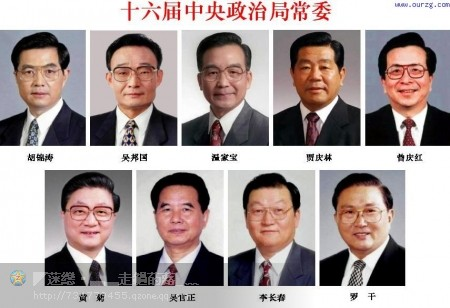 十六届中央政治局常委
www.ourzg.com
胡锦涛 吴邦国 温家宝 贾庆林 曾庆红
黄 菊 吴官正 李长春 罗 干